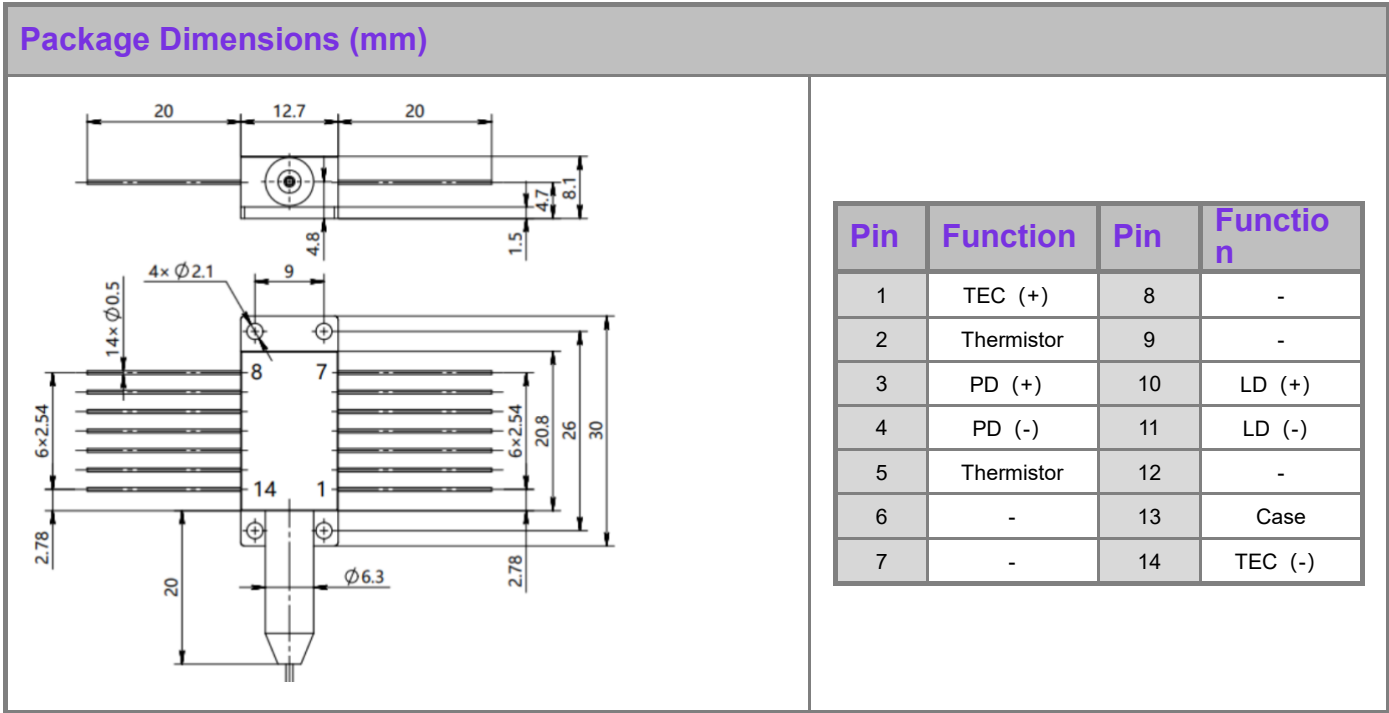 Package Dimensions (mm)
20
12.7
20
4.7
8.1
4.8
1.5
4× Ø2.1
9
14× Ø0.5
8 7
6×2.54
6×2.54
20.8
26
30
14 1
2.78
2.78
20
Ø6.3
Pin Function Pin Functio
n
1 TEC (+) 8 -
2 Thermistor 9 -
3 PD (+) 10 LD (+)
4 PD (-) 11 LD (-)
5 Thermistor 12 -
6 - 13 Case
7 - 14 TEC (-)